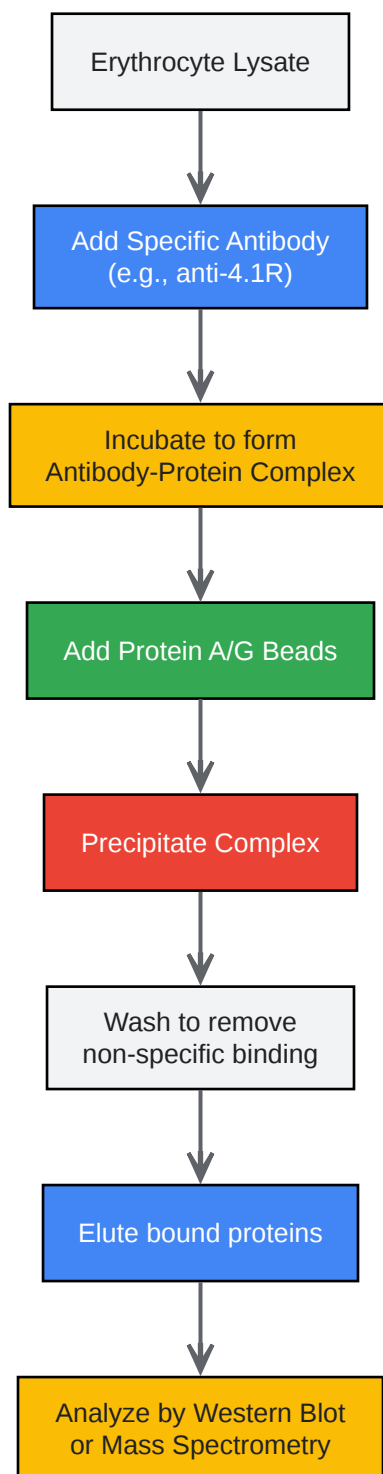 Erythrocyte Lysate
Add Specific Antibody
(e.g., anti-4.1R)
Incubate to form
Antibody-Protein Complex
Add Protein A/G Beads
Precipitate Complex
Wash to remove
non-specific binding
Elute bound proteins
Analyze by Western Blot
or Mass Spectrometry